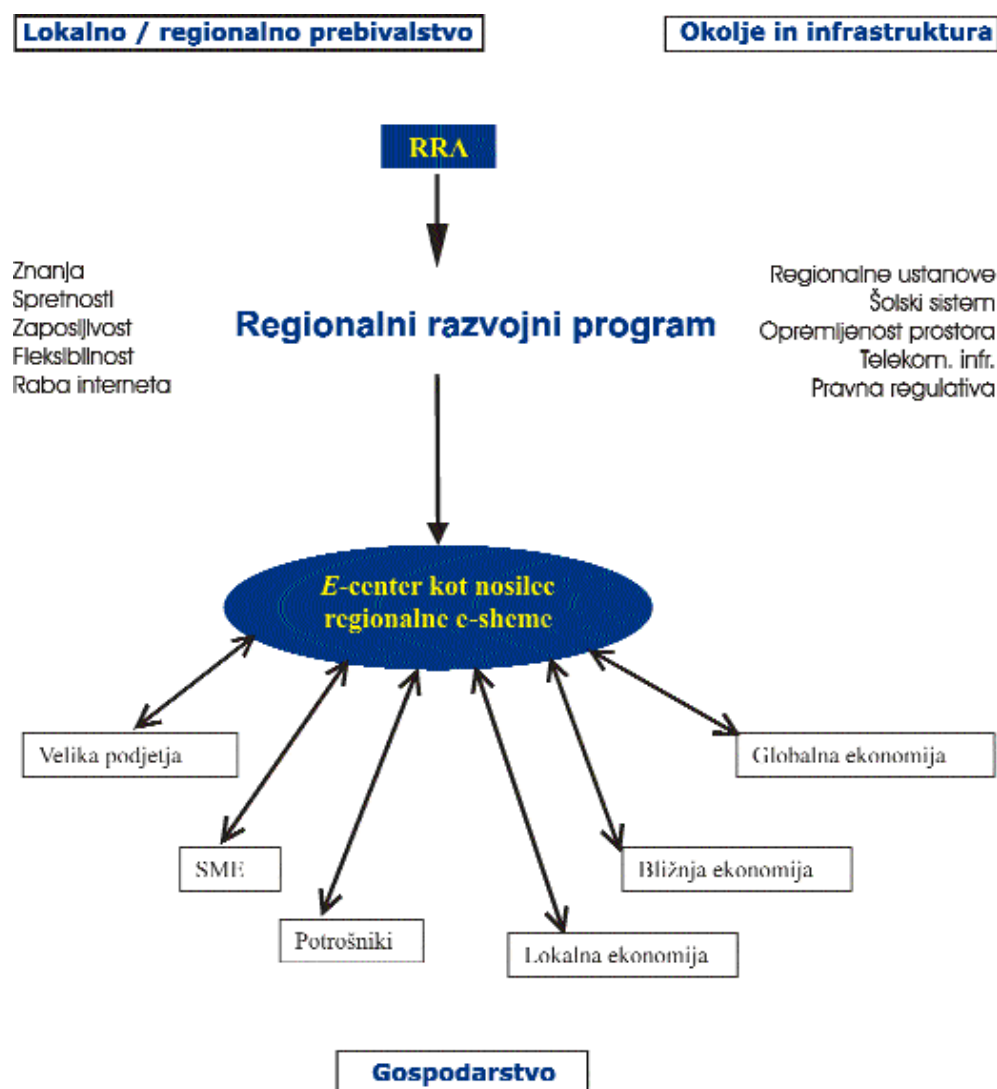 Lokalno / regionalno prebivalstvo
Okolje in infrastruktura
RRA
Znanja
Spretnosti
Zaposljivost
Fleksibilnost
Raba interneta
Regionalni razvojni program
Regionalne ustanove
Šolski sistem
Opremljenost prostora
Telekom. infr.
Pravna regulativa
E-center kot nosilec
regionalne e-sheme
Velika podjetja
Globalna ekonomija
SME
Bližnja ekonomija
Potrošniki
Lokalna ekonomija
Gospodarstvo